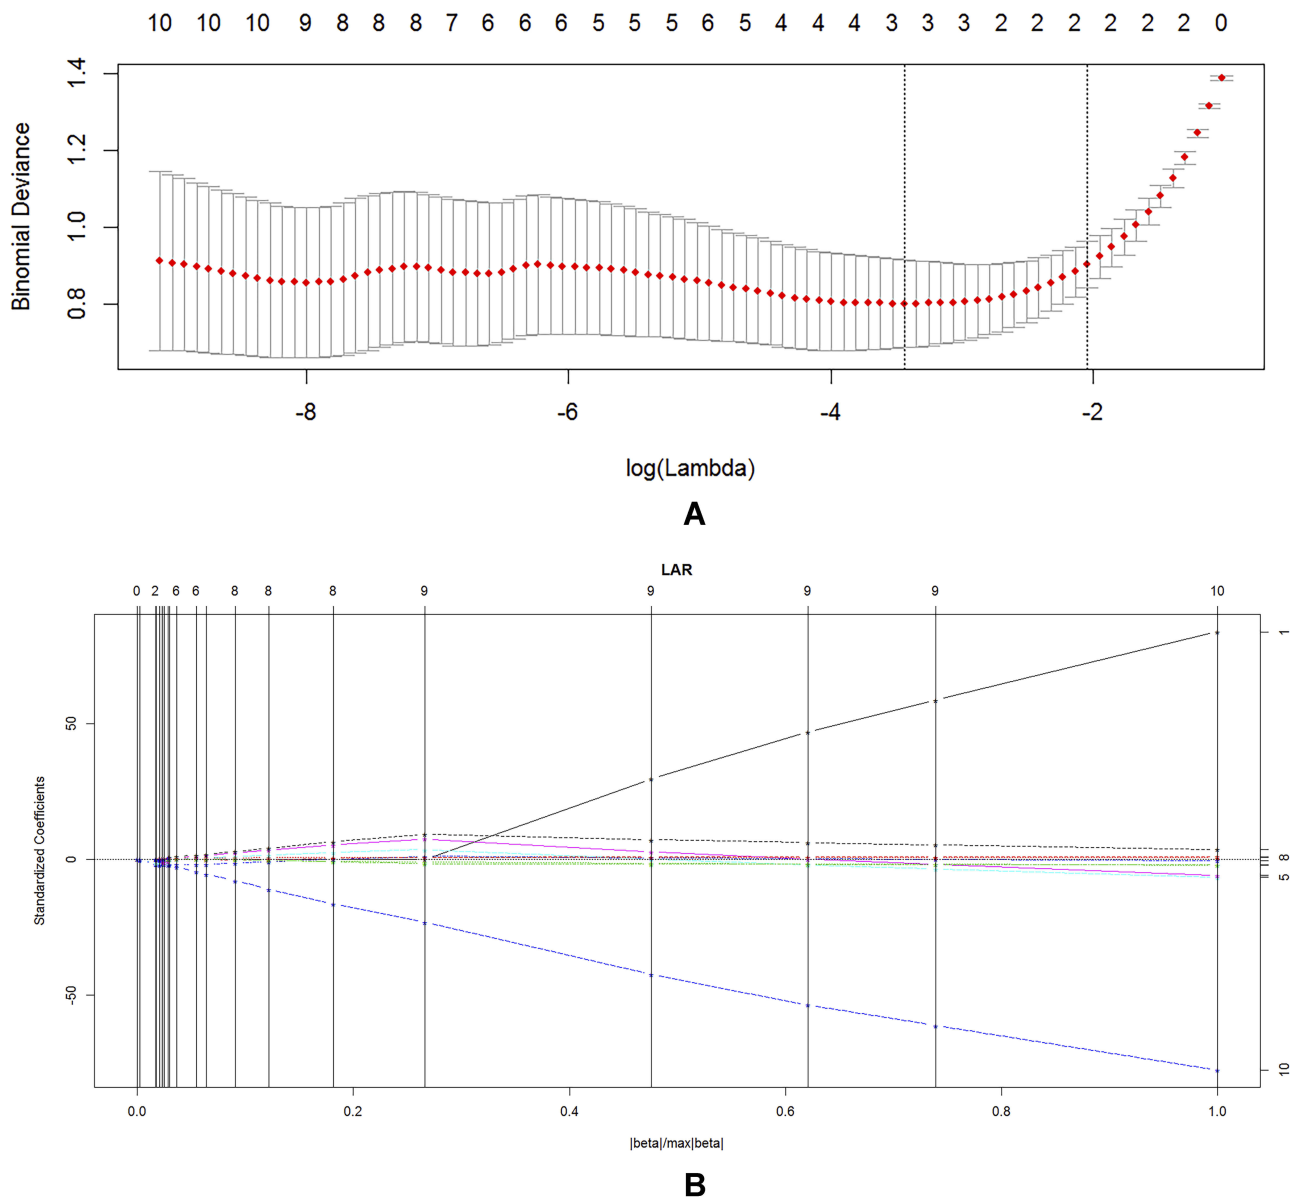 10 10 10 9 8 8 8 7 6 6 6 5 5 5 6 5 4 4 4 3 3 3 2 2 2 2 2 2 0
1.4
1.2
1.0
0.8
Binomial Deviance
-8 -6 -4 -2
log(Lambda)
A
LAR
0 2 6 6 8 8 8 9 9 9 9 10
50
0
-50
Standardized Coefficients
1
8
5
10
0.0 0.2 0.4 0.6 0.8 1.0
|beta|/max|beta|
B